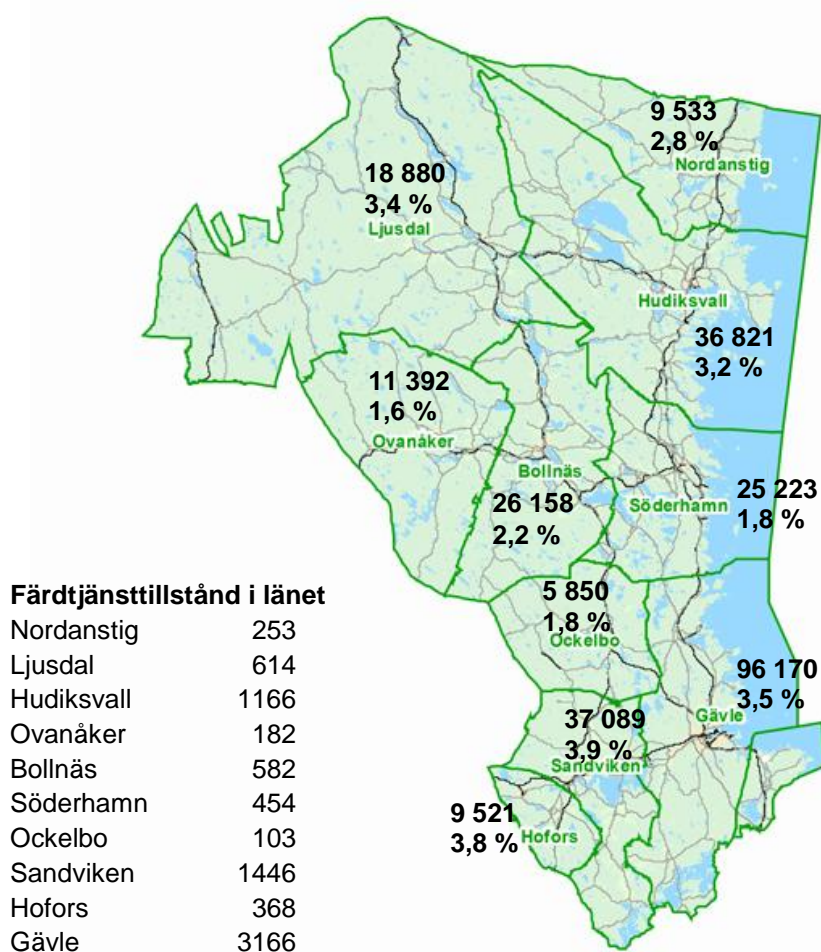 9 533
2,8 %
Nordanstig
18 880
3,4 %
Ljusdal
Hudiksvall
36 821
3,2 %
11 392
1,6 %
Ovanåker
Bollnäs
26 158
2,2 %
Söderhamn
25 223
1,8 %
5 850
1,8 %
Ockelbo
96 170
3,5 %
Gävle
37 089
3,9 %
Sandviken
9 521
3,8 %
Hofors
Färdtjänsttillstånd i länet
Nordanstig 253
Ljusdal 614
Hudiksvall 1166
Ovanåker 182
Bollnäs 582
Söderhamn 454
Ockelbo 103
Sandviken 1446
Hofors 368
Gävle 3166